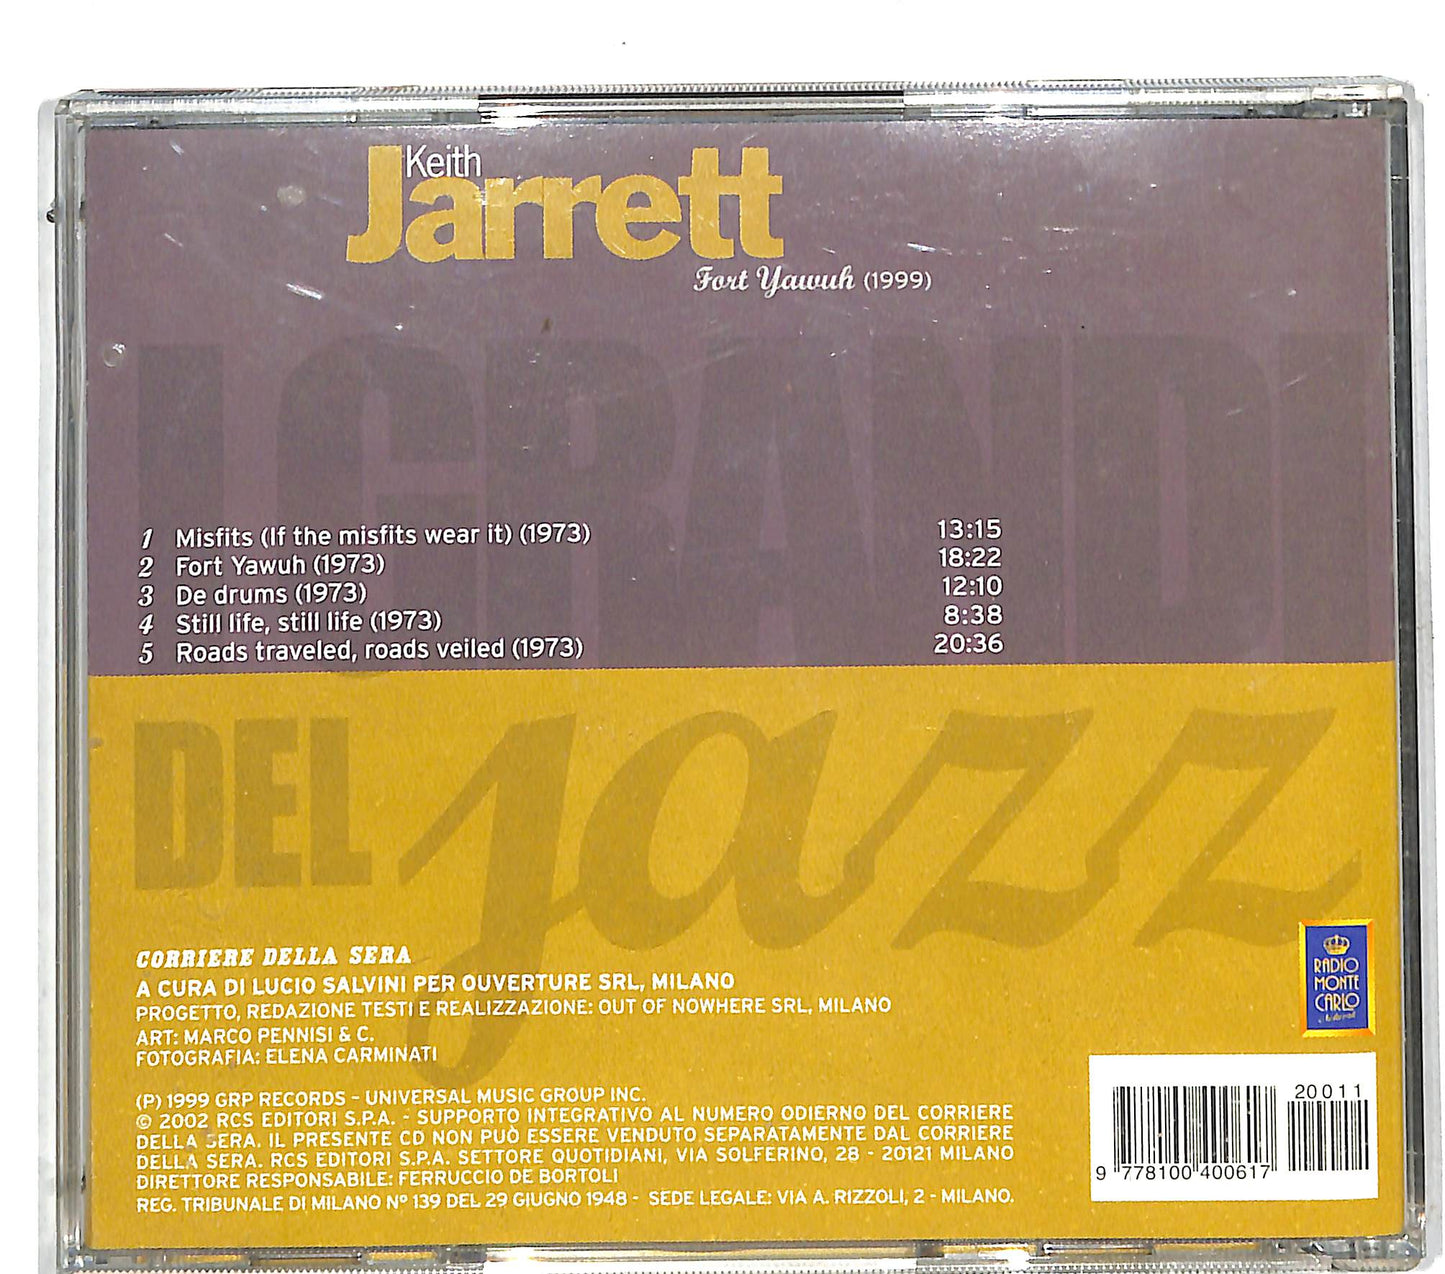 Keith
Jarrett
Fort Yawuh (1999)
I GRANDI
1 Misfits (If the misfits wear it) (1973) 13:15
2 Fort Yawuh (1973) 18:22
3 De drums (1973) 12:10
4 Still life, still life (1973) 8:38
5 Roads traveled, roads veiled (1973) 20:36
DEL jazz
CORRIERE DELLA SERA
A CURA DI LUCIO SALVINI PER OUVERTURE SRL, MILANO
PROGETTO, REDAZIONE TESTI E REALIZZAZIONE: OUT OF NOWHERE SRL, MILANO
ART: MARCO PENNISI & C.
FOTOGRAFIA: ELENA CARMINATI
RADIO
MONTE
CARLO
(P) 1999 GRP RECORDS - UNIVERSAL MUSIC GROUP INC.
© 2002 RCS EDITORI S.P.A. - SUPPORTO INTEGRATIVO AL NUMERO ODIERNO DEL CORRIERE
DELLA SERA. IL PRESENTE CD NON PUÒ ESSERE VENDUTO SEPARATAMENTE DAL CORRIERE
DELLA SERA. RCS EDITORI S.P.A. SETTORE QUOTIDIANI, VIA SOLFERINO, 28 - 20121 MILANO
DIRETTORE RESPONSABILE: FERRUCCIO DE BORTOLI
REG. TRIBUNALE DI MILANO Nº 139 DEL 29 GIUGNO 1948 - SEDE LEGALE: VIA A. RIZZOLI, 2 - MILANO.
20011
9 778100 400617